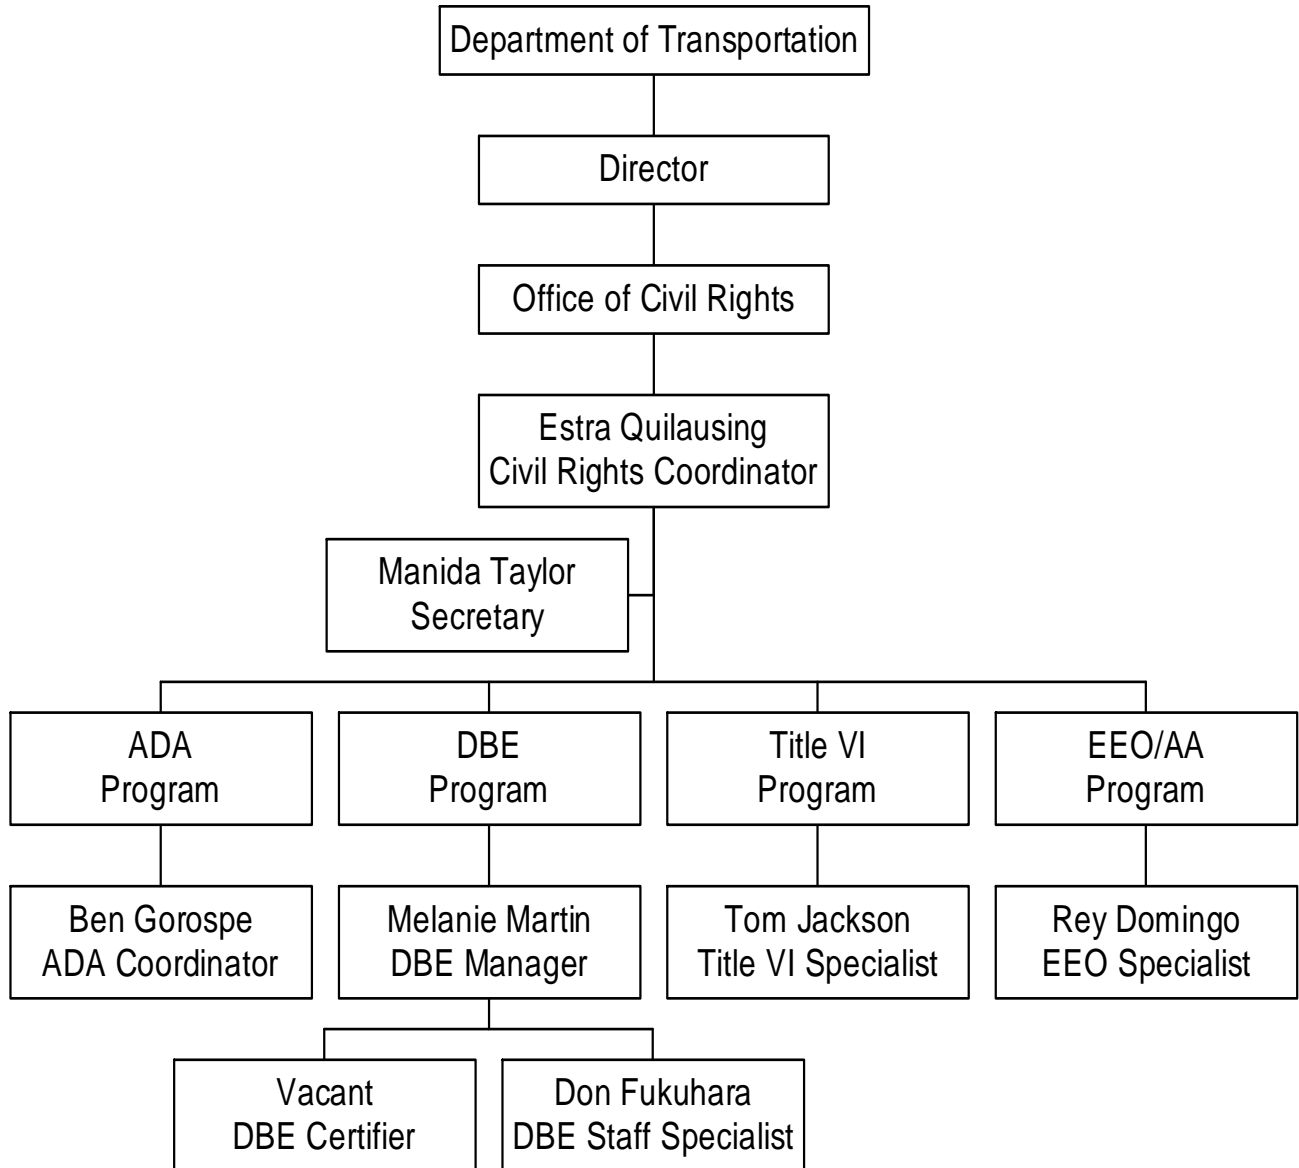 Department of Transportation
Director
Office of Civil Rights
Estra Quilausing
Civil Rights Coordinator
Manida Taylor
Secretary
ADA
Program
DBE
Program
Title VI
Program
EEO/AA
Program
Ben Gorospe
ADA Coordinator
Melanie Martin
DBE Manager
Tom Jackson
Title VI Specialist
Rey Domingo
EEO Specialist
Vacant
DBE Certifier
Don Fukuhara
DBE Staff Specialist